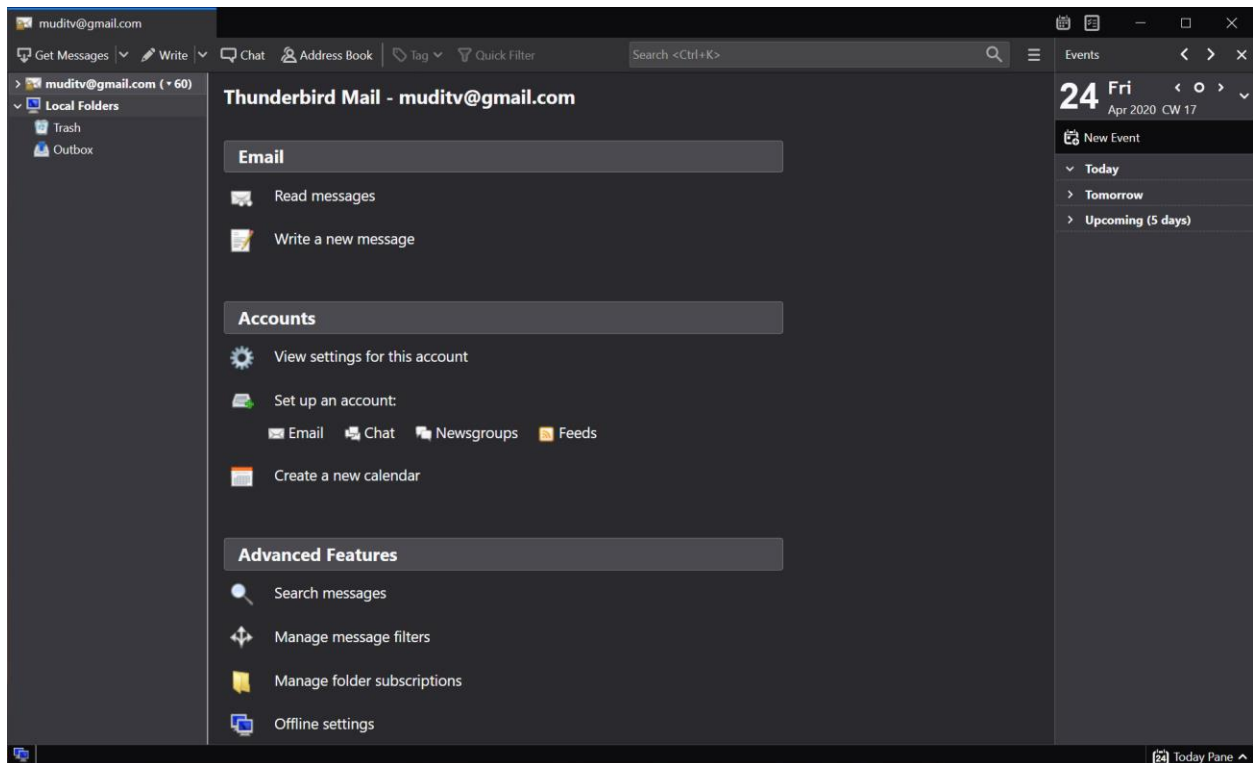 muditv@gmail.com
Get Messages Write Chat Address Book Tag Quick Filter Search <Ctrl+K>
muditv@gmail.com (60)
Local Folders
Trash
Outbox
Thunderbird Mail - muditv@gmail.com
Email
Read messages
Write a new message
Accounts
View settings for this account
Set up an account:
Email Chat Newsgroups Feeds
Create a new calendar
Advanced Features
Search messages
Manage message filters
Manage folder subscriptions
Offline settings
Events
24 Fri
Apr 2020 CW 17
New Event
Today
Tomorrow
Upcoming (5 days)
24 Today Pane